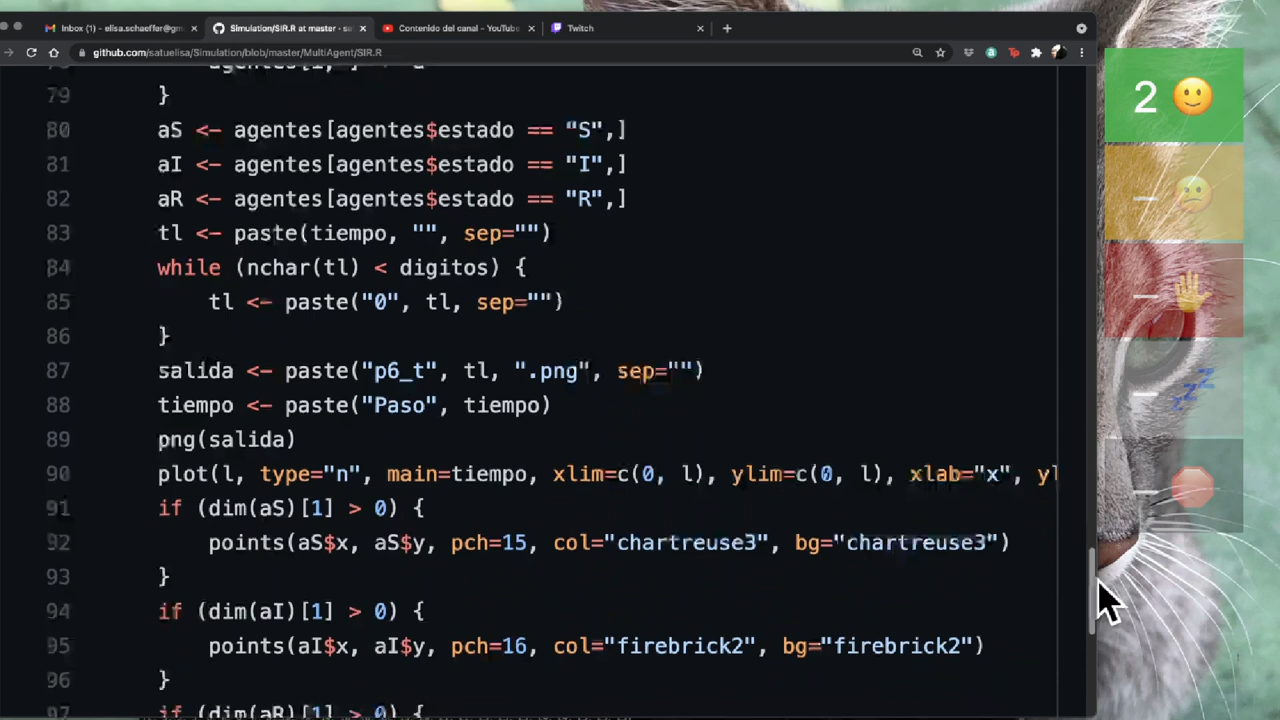 Inbox (1) - elisa.schaeffer@gm
Simulation/SIR.R at master · sa
Contenido del canal - YouTube
Twitch
github.com/satuelisa/Simulation/blob/master/MultiAgent/SIR.R
79 }
80 aS <- agentes[agentes$estado == "S",]
81 aI <- agentes[agentes$estado == "I",]
82 aR <- agentes[agentes$estado == "R",]
83 tl <- paste(tiempo, "", sep="")
84 while (nchar(tl) < digitos) {
85 tl <- paste("0", tl, sep="")
86 }
87 salida <- paste("p6_t", tl, ".png", sep="")
88 tiempo <- paste("Paso", tiempo)
89 png(salida)
90 plot(l, type="n", main=tiempo, xlim=c(0, l), ylim=c(0, l), xlab="x", yl
91 if (dim(aS)[1] > 0) {
92 points(aS$x, aS$y, pch=15, col="chartreuse3", bg="chartreuse3")
93 }
94 if (dim(aI)[1] > 0) {
95 points(aI$x, aI$y, pch=16, col="firebrick2", bg="firebrick2")
96 }
97 if (dim(aR)[1] > 0) {
2